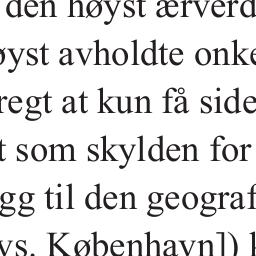 den høyst ærverd
øyst avholdte onke
regt at kun få side
t som skylden for
gg til den geograf
vs. København]) k